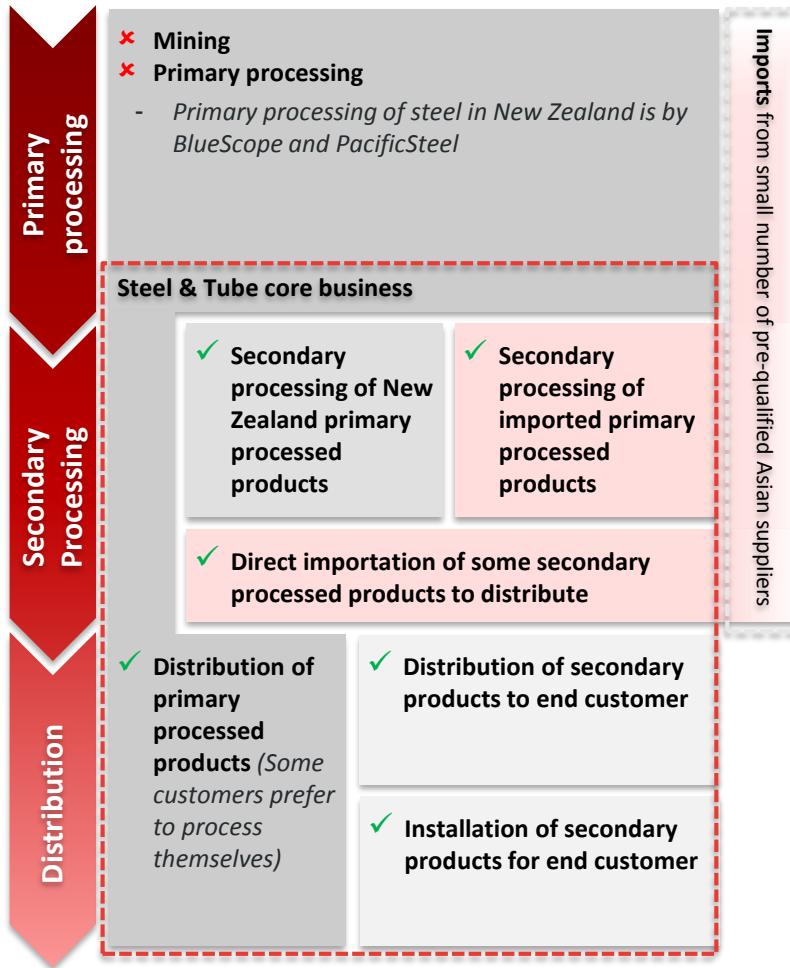 Primary
processing
✘ Mining
✘ Primary processing
- Primary processing of steel in New Zealand is by
BlueScope and PacificSteel
Imports from small number of pre-qualified Asian suppliers
Steel & Tube core business
Secondary
Processing
✓ Secondary
processing of New
Zealand primary
processed
products
✓ Secondary
processing of
imported primary
processed
products
✓ Direct importation of some secondary
processed products to distribute
Distribution
✓ Distribution of
primary
processed
products (Some
customers prefer
to process
themselves)
✓ Distribution of secondary
products to end customer
✓ Installation of secondary
products for end customer